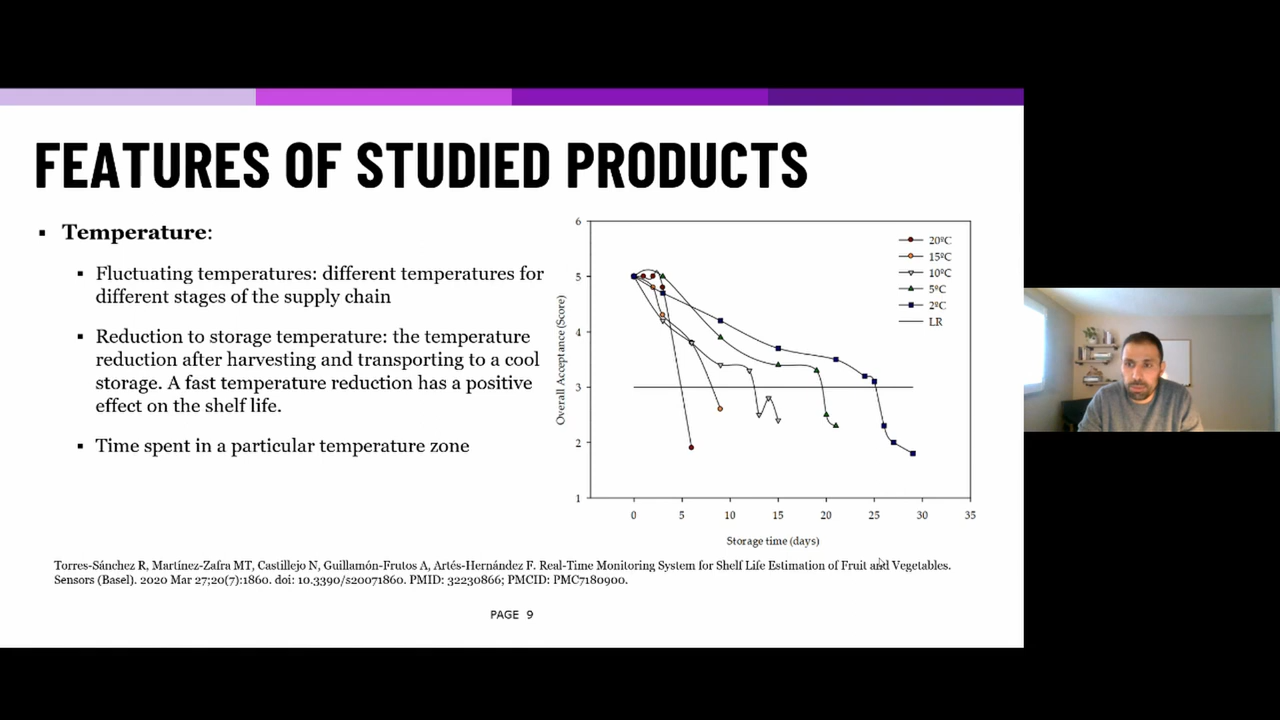 FEATURES OF STUDIED PRODUCTS
▪ Temperature:
▪ Fluctuating temperatures: different temperatures for
different stages of the supply chain
▪ Reduction to storage temperature: the temperature
reduction after harvesting and transporting to a cool
storage. A fast temperature reduction has a positive
effect on the shelf life.
▪ Time spent in a particular temperature zone
Overall Acceptance (Score)
6
5
4
3
2
1
0 5 10 15 20 25 30 35
Storage time (days)
20ºC
15ºC
10ºC
5ºC
2ºC
LR
Torres-Sánchez R, Martínez-Zafra MT, Castillejo N, Guillamón-Frutos A, Artés-Hernández F. Real-Time Monitoring System for Shelf Life Estimation of Fruit and Vegetables.
Sensors (Basel). 2020 Mar 27;20(7):1860. doi: 10.3390/s20071860. PMID: 32230866; PMCID: PMC7180900.
PAGE 9